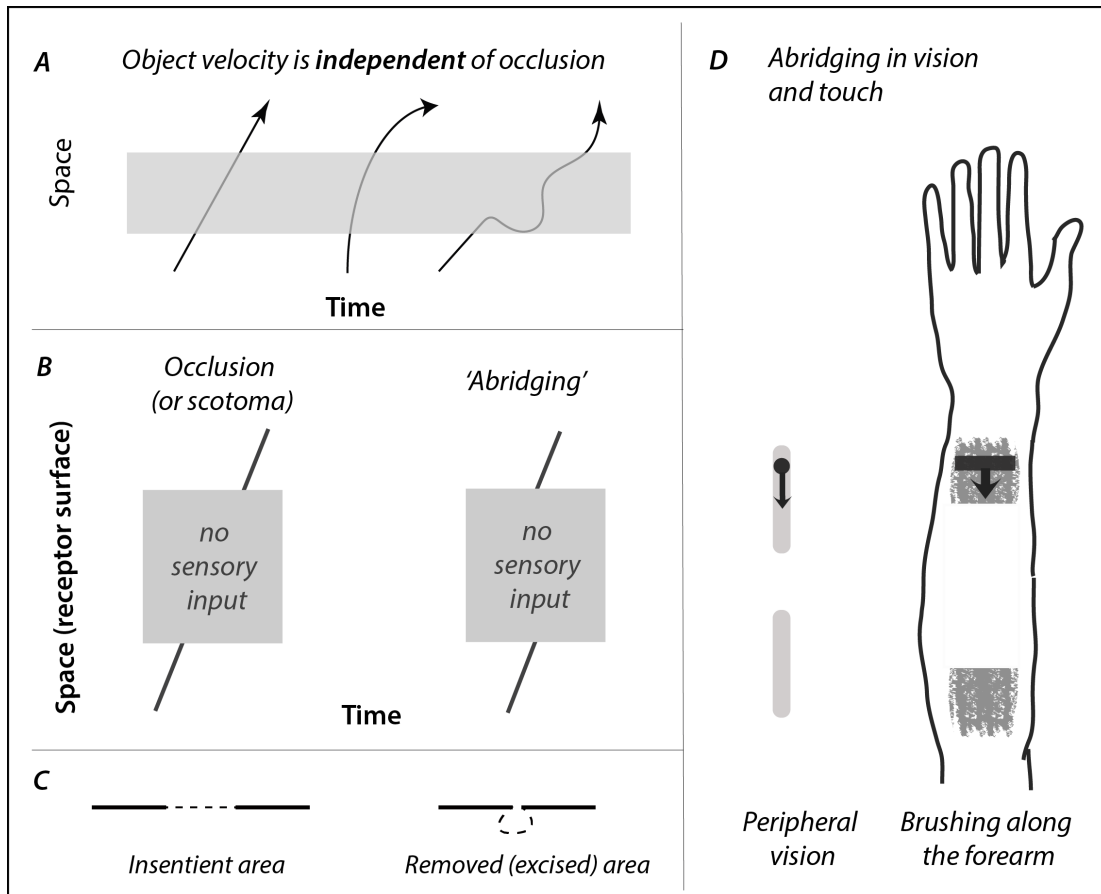 A
Object velocity is independent of occlusion
Space
Time
B
Occlusion
(or scotoma)
'Abridging'
Space (receptor surface)
no
sensory
input
no
sensory
input
Time
C
Insentient area
Removed (excised) area
D
Abridging in vision
and touch
Peripheral
vision
Brushing along
the forearm